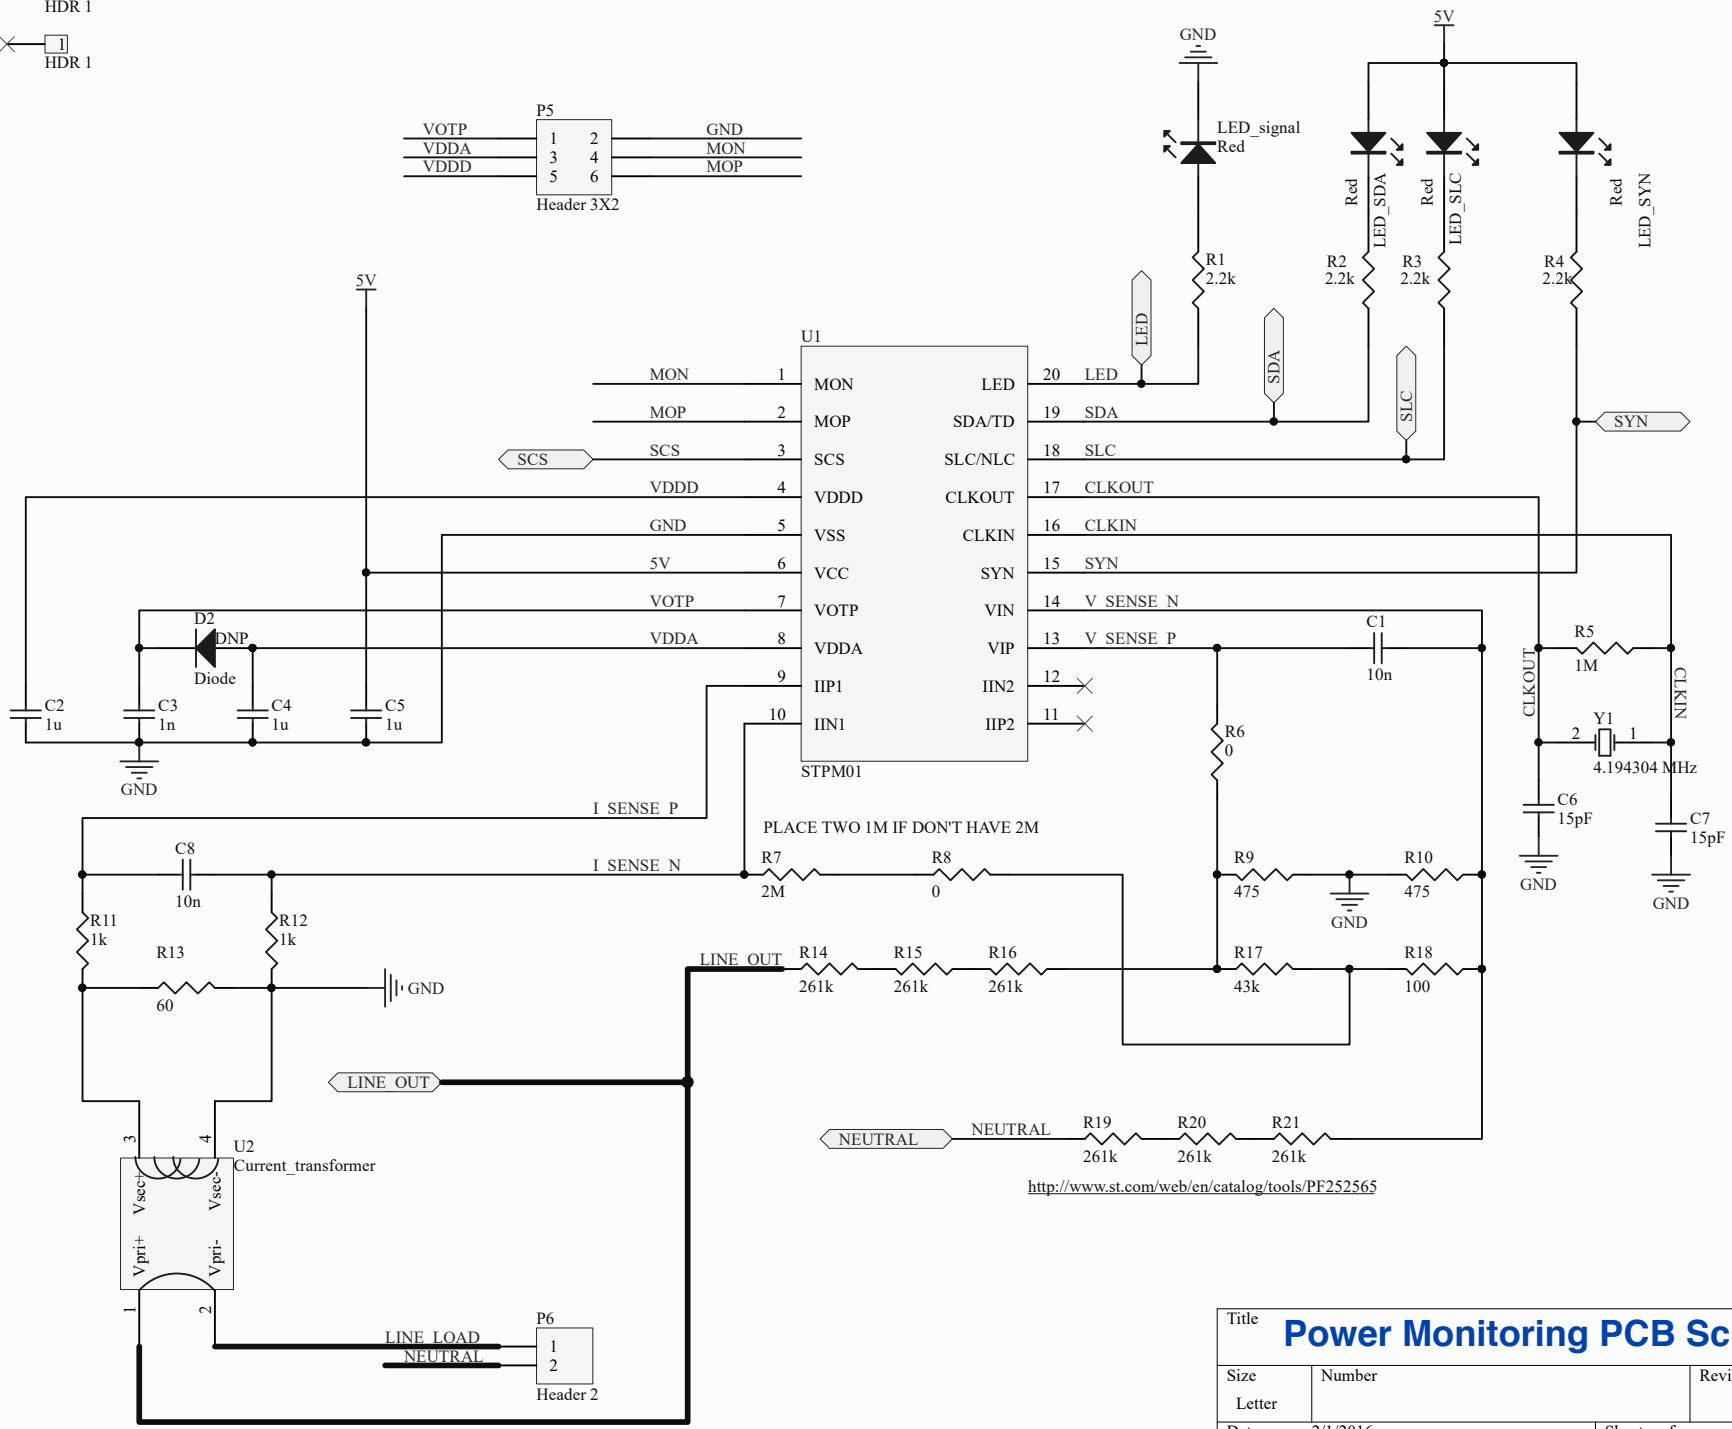 HDR 1
1
HDR 1
P5
VOTP 1 2 GND
VDDA 3 4 MON
VDDD 5 6 MOP
Header 3X2
GND
LED_signal
Red
5V
Red
LED_SDA
Red
LED_SLC
Red
LED_SYN
R1
2.2k
R2
2.2k
R3
2.2k
R4
2.2k
LED
SDA
SLC
SYN
5V
U1
MON 1 MON LED 20 LED
MOP 2 MOP SDA/TD 19 SDA
SCS SCS 3 SCS SLC/NLC 18 SLC
VDDD 4 VDDD CLKOUT 17 CLKOUT
GND 5 VSS CLKIN 16 CLKIN
5V 6 VCC SYN 15 SYN
VOTP 7 VOTP VIN 14 V_SENSE_N
VDDA 8 VDDA VIP 13 V_SENSE_P
9 IIP1 IIN2 12
10 IIN1 IIP2 11
STPM01
D2
DNP
Diode
C2
1u
C3
1n
C4
1u
C5
1u
GND
C1
10n
R5
1M
CLKOUT
CLKIN
Y1
2 1
4.194304 MHz
C6
15pF
GND
C7
15pF
GND
R6
0
I_SENSE_P
PLACE TWO 1M IF DON'T HAVE 2M
C8
10n
I_SENSE_N
R7
2M
R8
0
R9
475
R10
475
GND
R11
1k
R12
1k
R13
60
GND
LINE_OUT
R14
261k
R15
261k
R16
261k
R17
43k
R18
100
LINE_OUT
NEUTRAL NEUTRAL
R19
261k
R20
261k
R21
261k
http://www.st.com/web/en/catalog/tools/PF252565
3 4
U2
Current_transformer
Vsec+ Vsec-
Vpri+ Vpri-
1 2
P6
LINE_LOAD 1
NEUTRAL 2
Header 2
Title
Power Monitoring PCB Sc
Size
Number
Revi
Letter